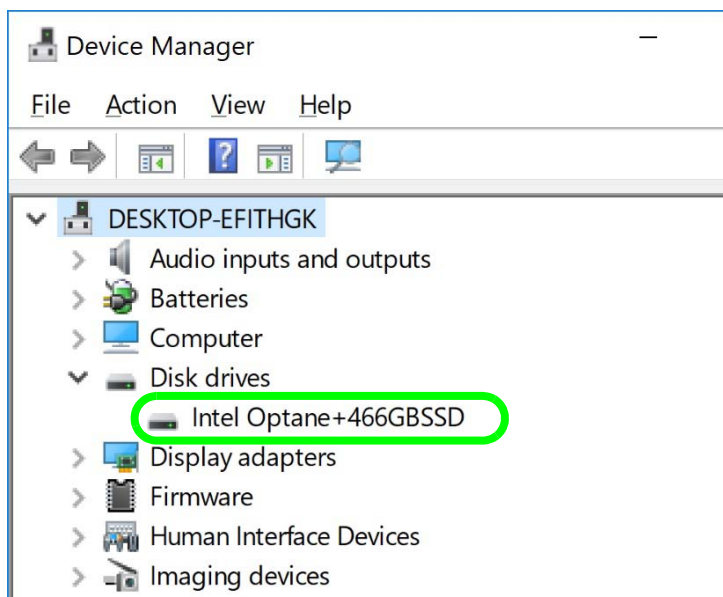 Device Manager
File Action View Help
DESKTOP-EFITHGK
Audio inputs and outputs
Batteries
Computer
Disk drives
Intel Optane+466GBSSD
Display adapters
Firmware
Human Interface Devices
Imaging devices